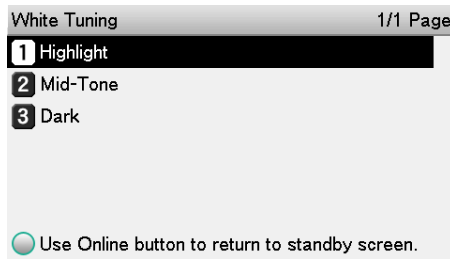 White Tuning 1/1 Page
1 Highlight
2 Mid-Tone
3 Dark
Use Online button to return to standby screen.